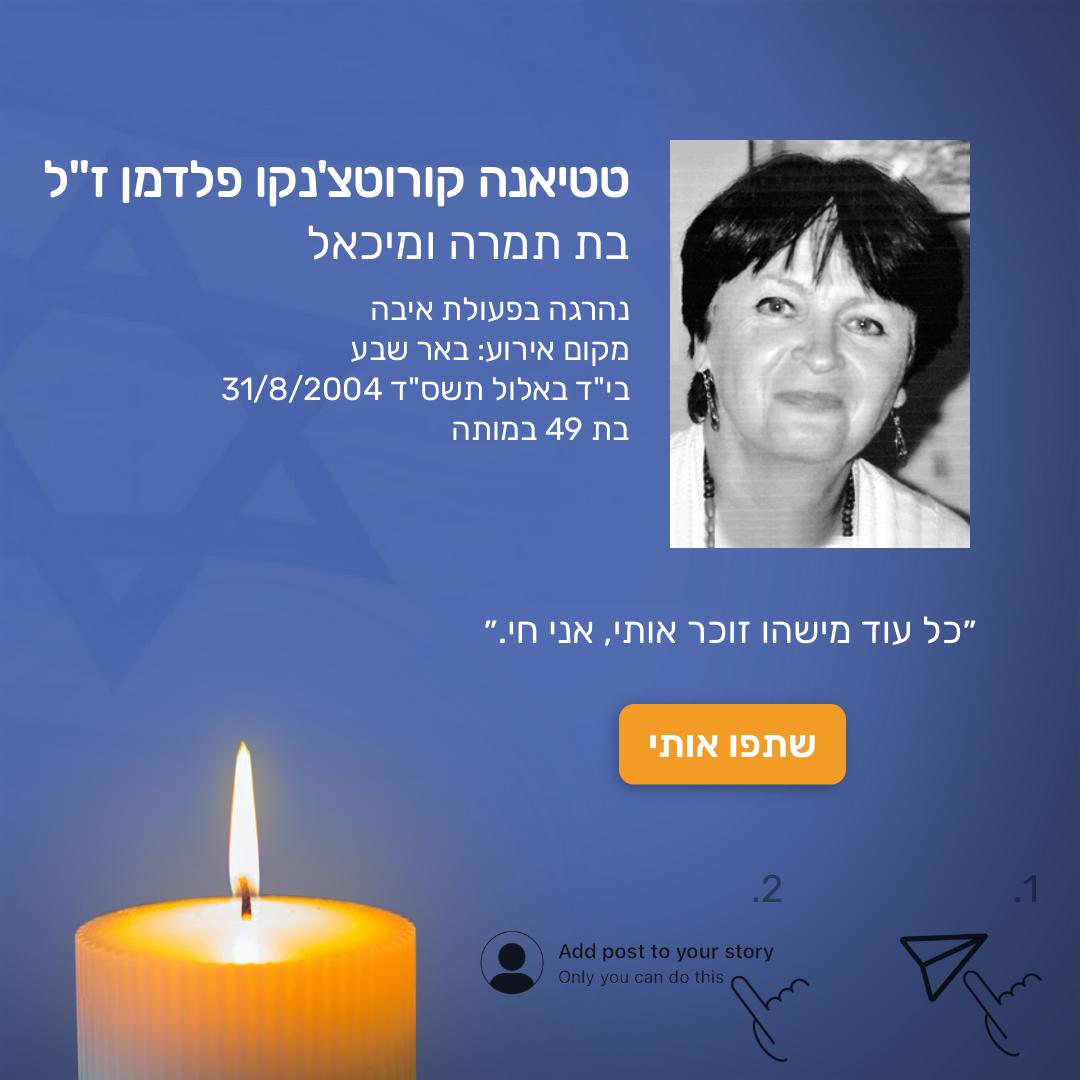 טטיאנה קורוטצ'נקו פלדמן ז"ל
בת תמרה ומיכאל
נהרגה בפעולת איבה
מקום אירוע: באר שבע
בי"ד באלול תשס"ד 31/8/2004
בת 49 במותה
״כל עוד מישהו זוכר אותי, אני חי.״
שתפו אותי
.1
.2
Add post to your story
Only you can do this